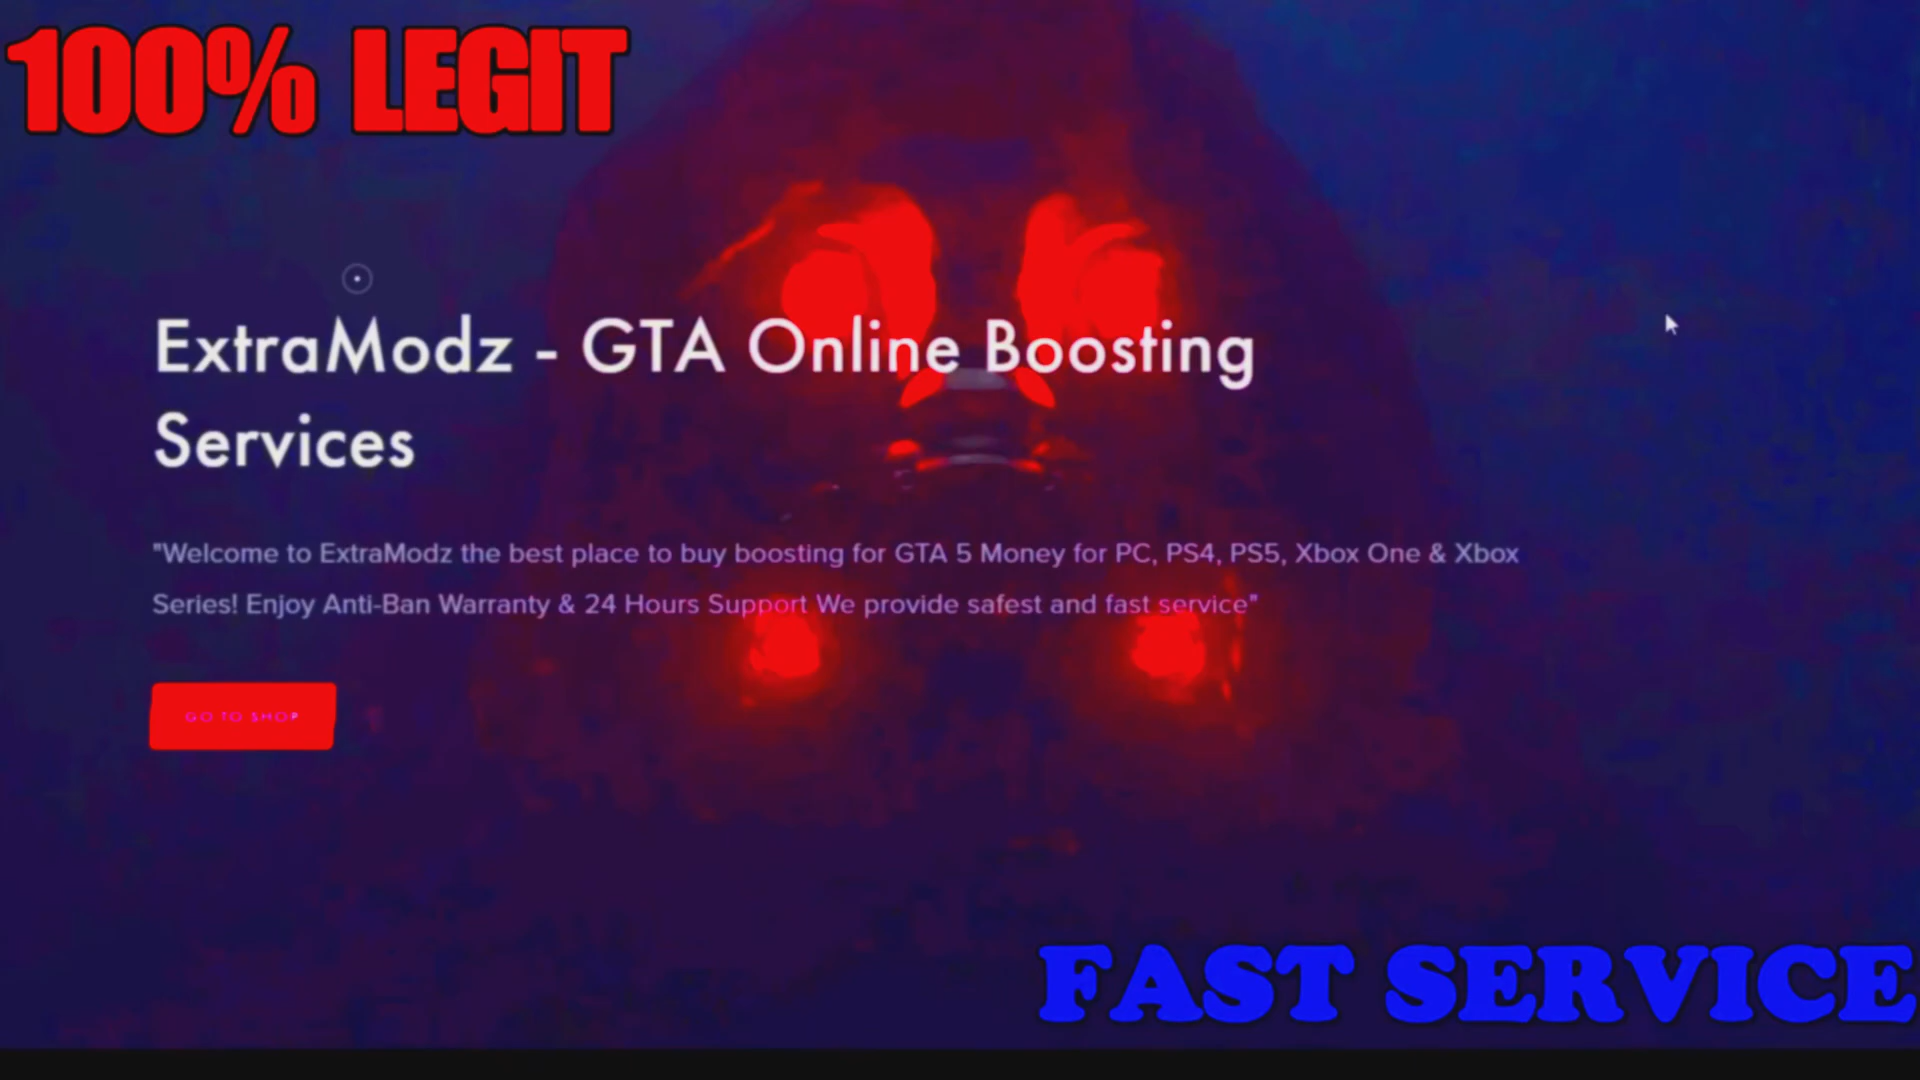 100% LEGIT
ExtraModz - GTA Online Boosting
Services
"Welcome to ExtraModz the best place to buy boosting for GTA 5 Money for PC, PS4, PS5, Xbox One & Xbox
Series! Enjoy Anti-Ban Warranty & 24 Hours Support We provide safest and fast service"
GO TO SHOP
FAST SERVICE